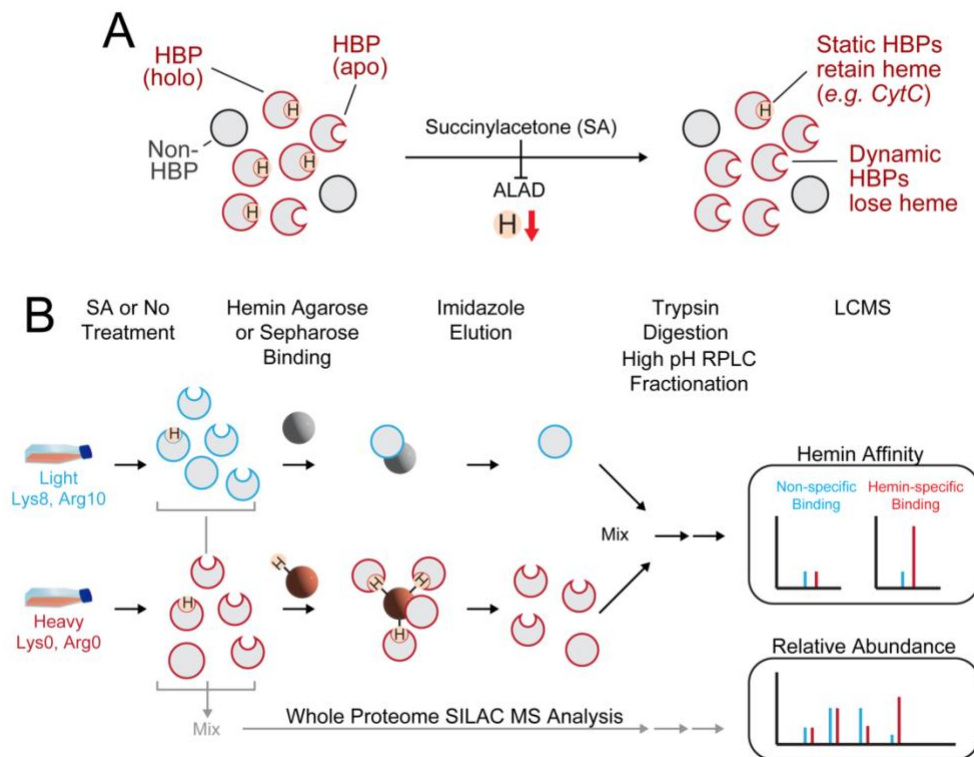 A
HBP
(holo)
HBP
(apo)
Non-
HBP
H
H
H
H
Succinylacetone (SA)
ALAD
H
Static HBPs
retain heme
(e.g. CytC)
H
Dynamic
HBPs
lose heme
B
SA or No
Treatment
Hemin Agarose
or Sepharose
Binding
Imidazole
Elution
Trypsin
Digestion
High pH RPLC
Fractionation
LCMS
Light
Lys8, Arg10
H
Heavy
Lys0, Arg0
H
H
H
H
H
Mix
Hemin Affinity
Non-specific
Binding
Hemin-specific
Binding
Mix
Whole Proteome SILAC MS Analysis
Relative Abundance